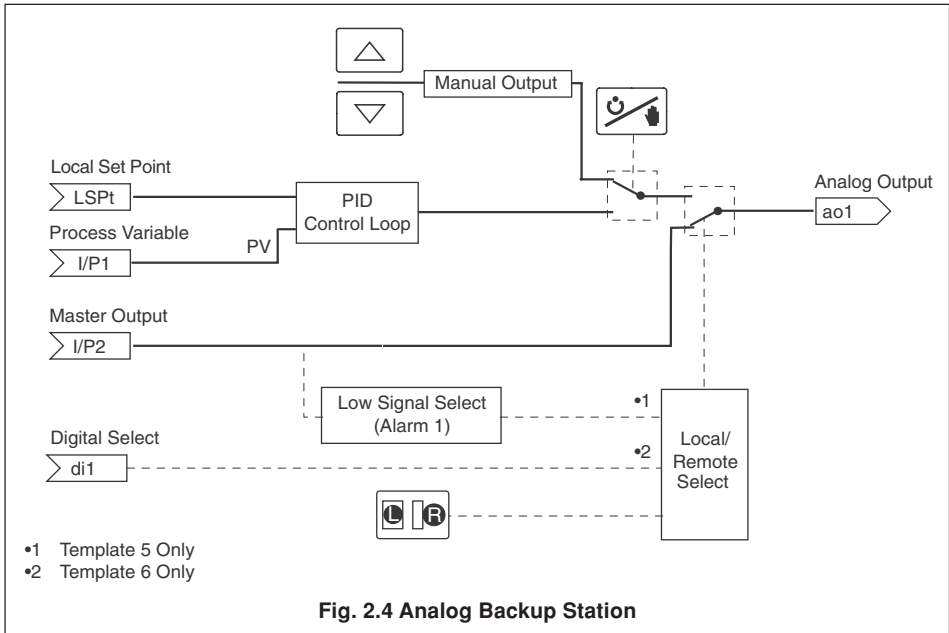 Manual Output
Local Set Point
LSPt
PID
Control Loop
Analog Output
ao1
Process Variable
PV
I/P1
Master Output
I/P2
Low Signal Select
(Alarm 1)
•1
Digital Select
•2
di1
Local/
Remote
Select
L R
•1 Template 5 Only
•2 Template 6 Only
Fig. 2.4 Analog Backup Station